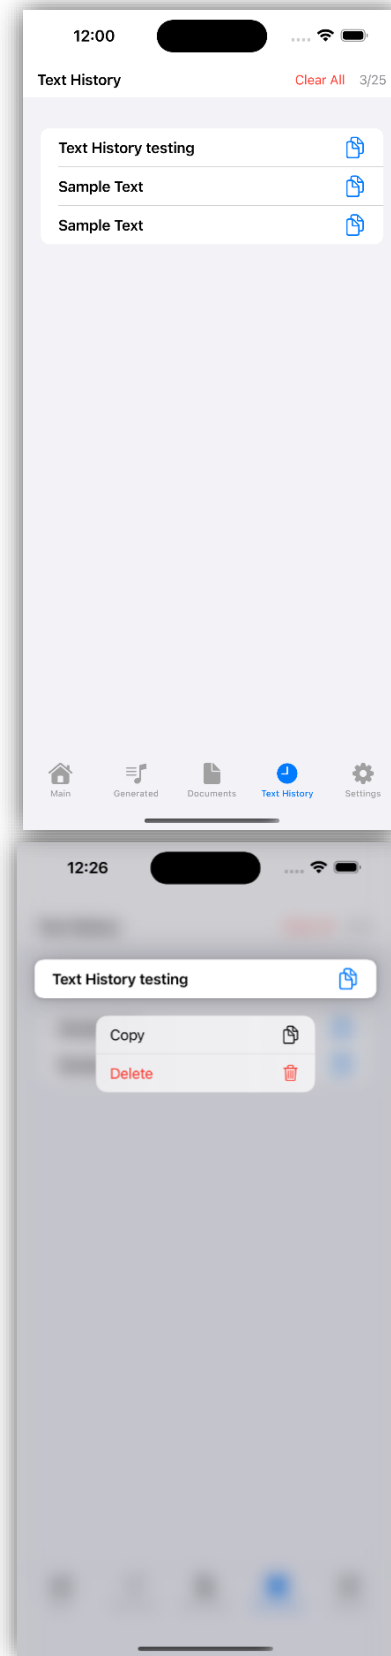 12:00
Text History Clear All 3/25
Text History testing
Sample Text
Sample Text
Main Generated Documents Text History Settings
12:26
Text History testing
Copy
Delete